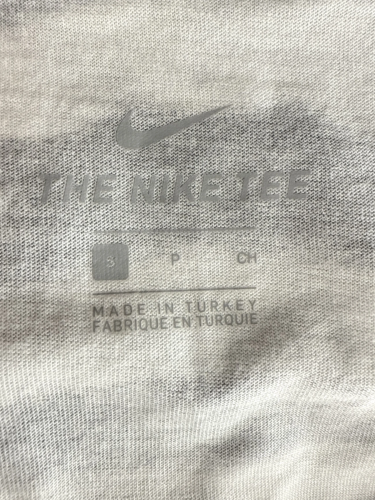 THE NIKE TEE
S P CH
MADE IN TURKEY
FABRIQUE EN TURQUIE